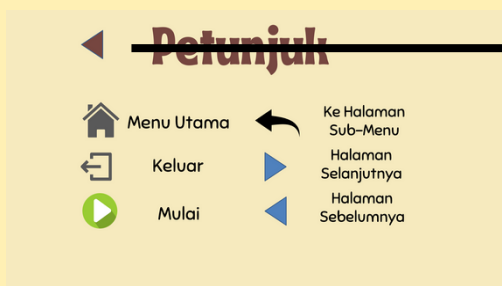 Petunjuk
Menu Utama
Ke Halaman
Sub-Menu
Keluar
Halaman
Selanjutnya
Mulai
Halaman
Sebelumnya